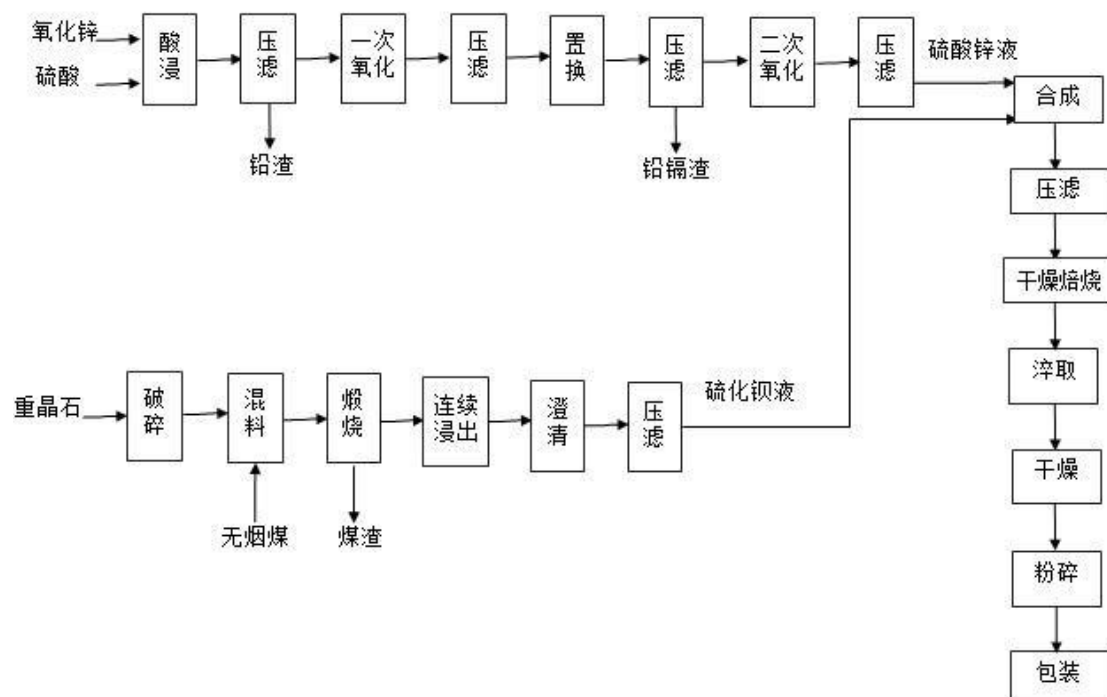 氧化锌
硫酸
酸浸
压滤
一次氧化
压滤
置换
压滤
二次氧化
压滤
硫酸锌液
合成
铅渣
铅镉渣
压滤
干燥焙烧
淬取
重晶石
破碎
混料
煅烧
连续浸出
澄清
压滤
硫化钡液
干燥
无烟煤
煤渣
粉碎
包装